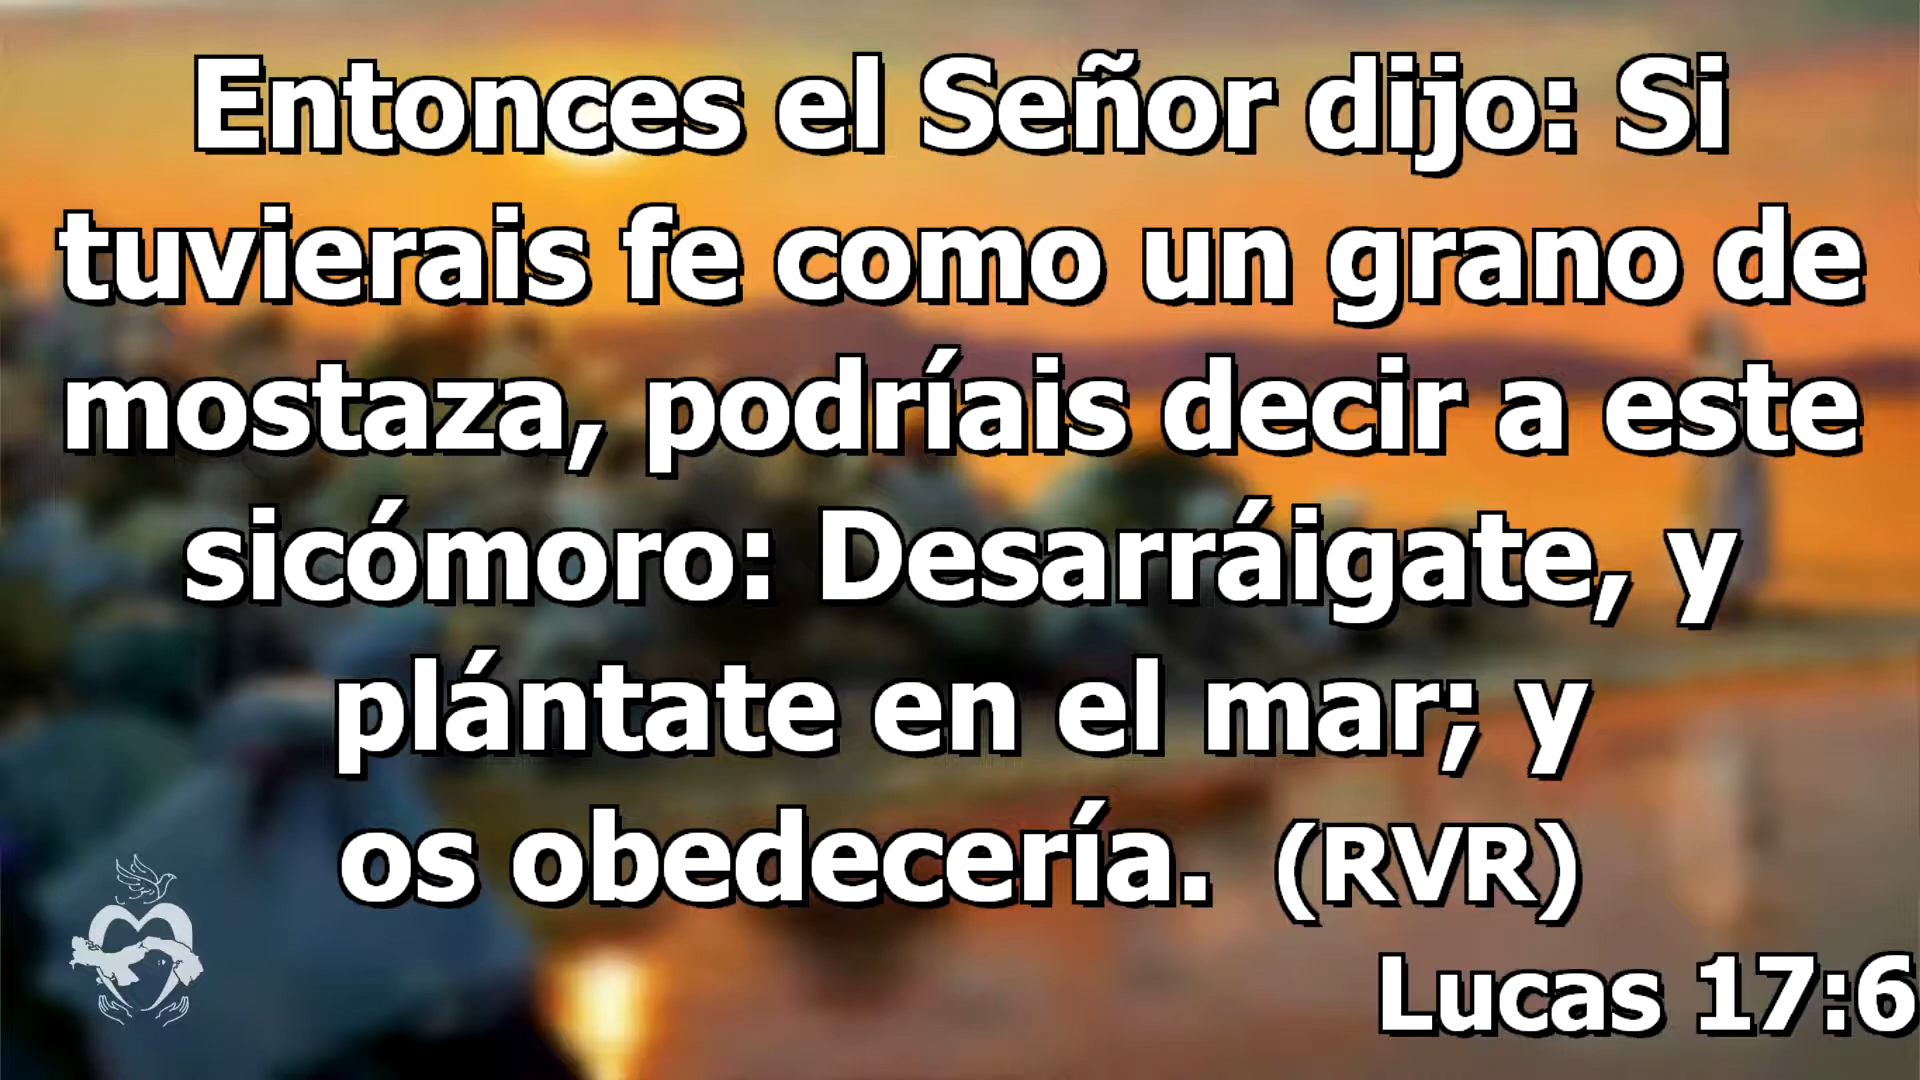 Entonces el Señor dijo: Si
tuvierais fe como un grano de
mostaza, podríais decir a este
sicómoro: Desarráigate, y
plántate en el mar; y
os obedecería. (RVR)
Lucas 17:6